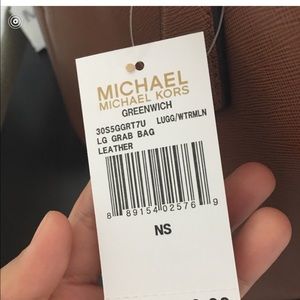 MICHAEL
MICHAEL KORS
GREENWICH
30S5GGRT7U LUGG/WTRMLN
LG GRAB BAG
LEATHER
8 89154 02576 9
NS